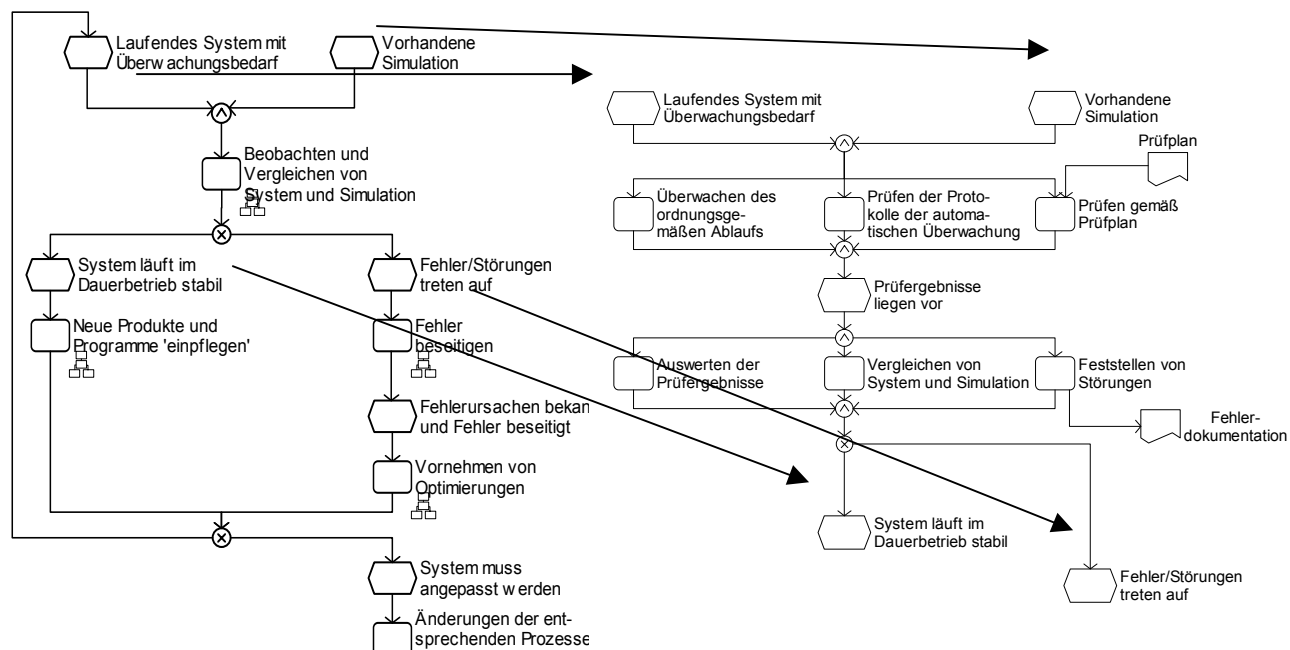 Laufendes System mit
Überwachungsbedarf
Vorhandene
Simulation
Beobachten und
Vergleichen von
System und Simulation
System läuft im
Dauerbetrieb stabil
Fehler/Störungen
treten auf
Neue Produkte und
Programme 'einpflegen'
Fehler
beseitigen
Fehlerursachen bekan
und Fehler beseitigt
Vornehmen von
Optimierungen
System muss
angepasst werden
Änderungen der ent-
sprechenden Prozesse
Laufendes System mit
Überwachungsbedarf
Vorhandene
Simulation
Prüfplan
Überwachen des
ordnungsge-
mäßen Ablaufs
Prüfen der Proto-
kolle der automa-
tischen Überwachung
Prüfen gemäß
Prüfplan
Prüfergebnisse
liegen vor
Auswerten der
Prüfergebnisse
Vergleichen von
System und Simulation
Feststellen von
Störungen
Fehler-
dokumentation
System läuft im
Dauerbetrieb stabil
Fehler/Störungen
treten auf